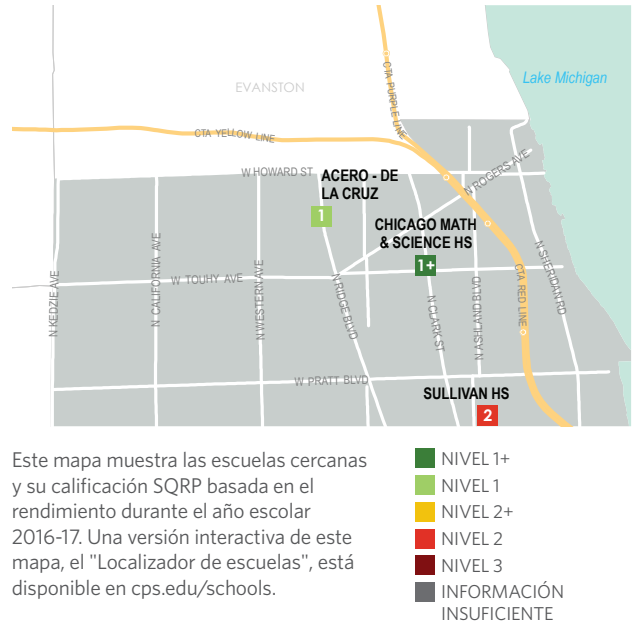 Lake Michigan
EVANSTON
CTA PURPLE LINE
CTA YELLOW LINE
W HOWARD ST
ACERO - DE
LA CRUZ
N ROGERS AVE
1
CHICAGO MATH
& SCIENCE HS
1+
N KEDZIE AVE
N CALIFORNIA AVE
W TOUHY AVE
N WESTERN AVE
N RIDGE BLVD
N CLARK ST
N ASHLAND BLVD
CTA RED LINE
N SHERIDAN RD
W PRATT BLVD
SULLIVAN HS
2
Este mapa muestra las escuelas cercanas
y su calificación SQRP basada en el
rendimiento durante el año escolar
2016-17. Una versión interactiva de este
mapa, el "Localizador de escuelas", está
disponible en cps.edu/schools.
NIVEL 1+
NIVEL 1
NIVEL 2+
NIVEL 2
NIVEL 3
INFORMACIÓN
INSUFICIENTE